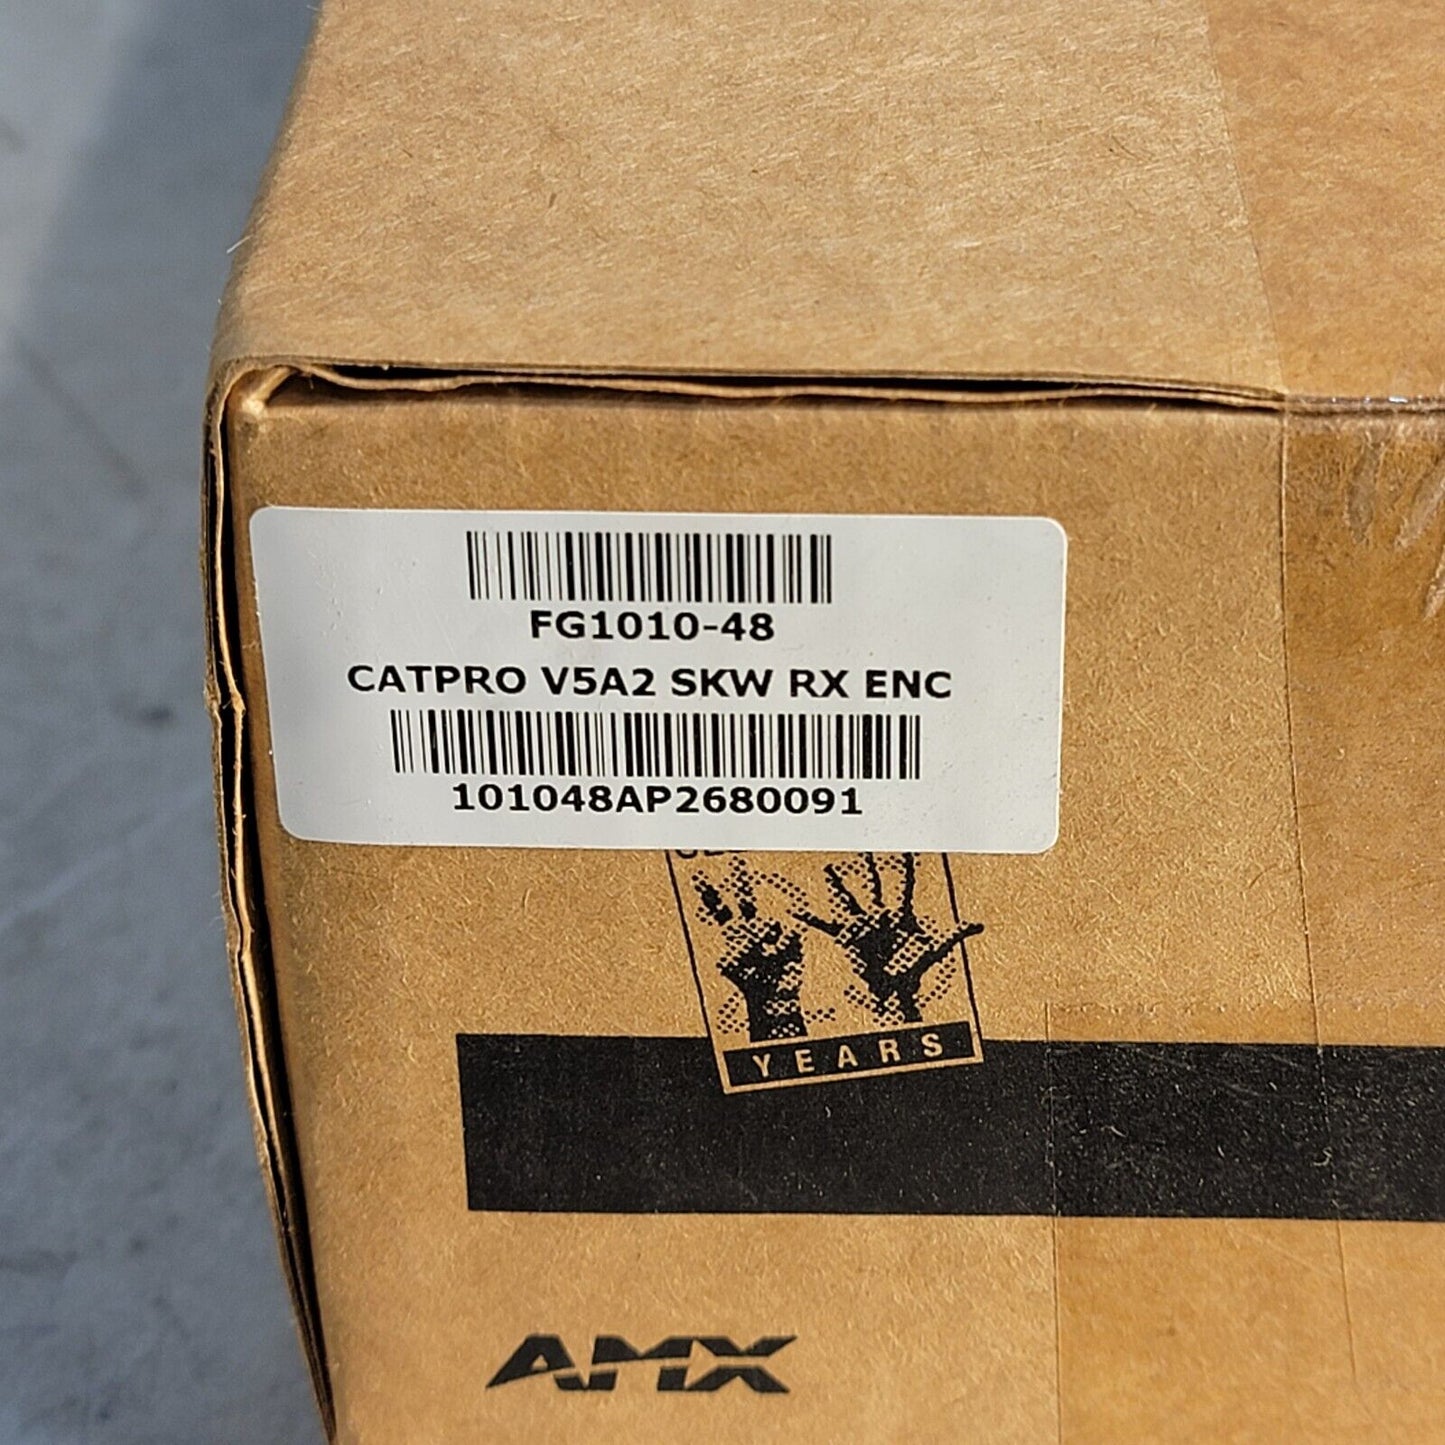 FG1010-48
CATPRO V5A2 SKW RX ENC
101048AP2680091
YEARS
AMX